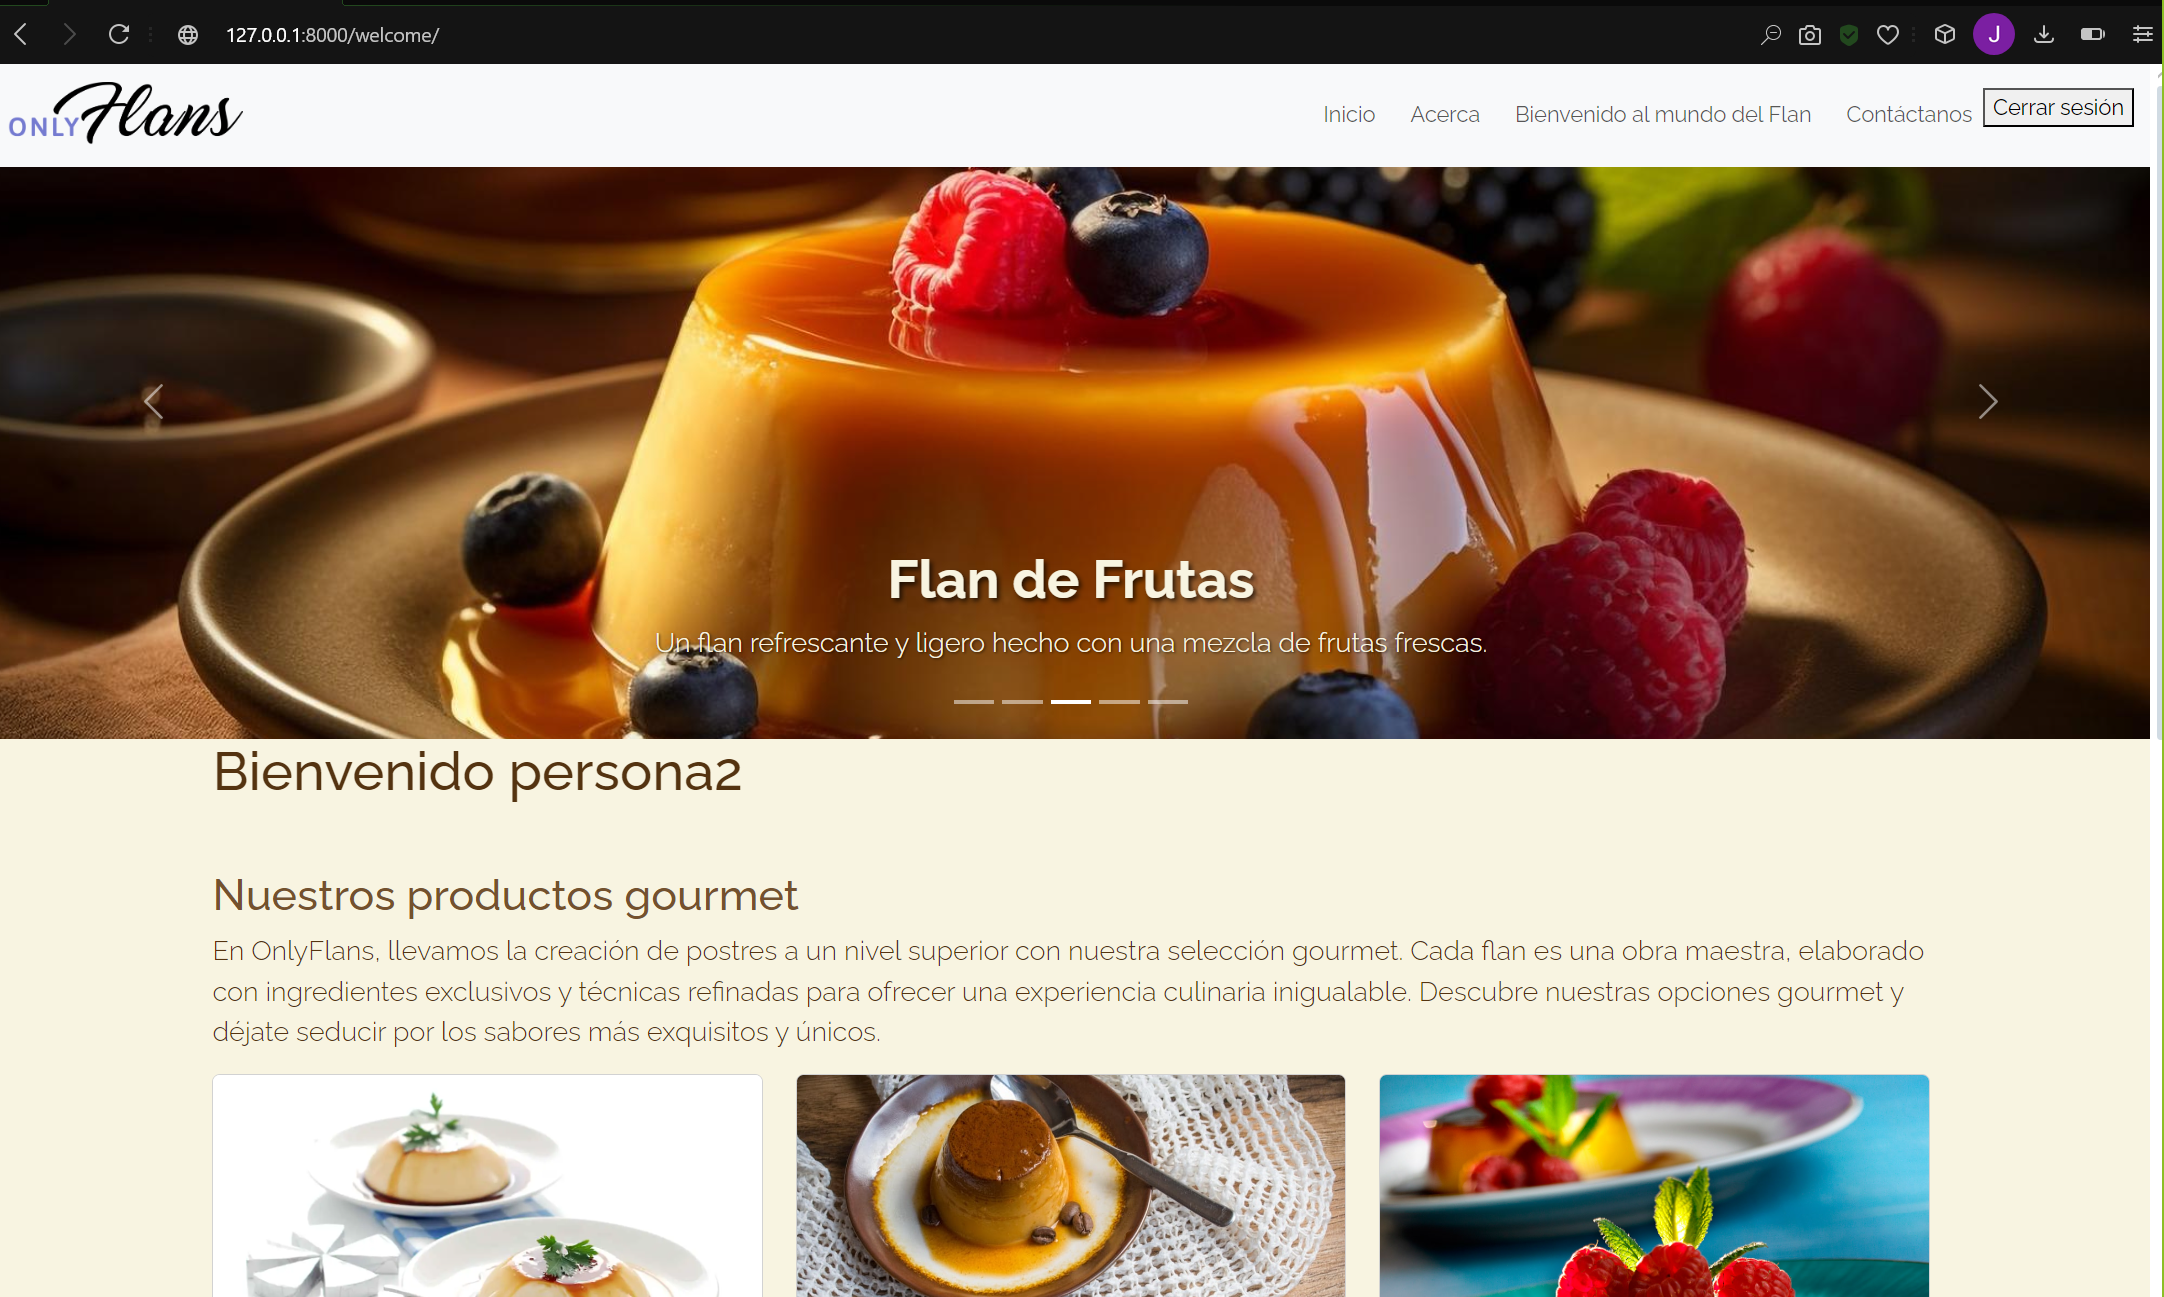 127.0.0.1:8000/welcome/
J
ONLY Flans
Inicio Acerca Bienvenido al mundo del Flan Contáctanos Cerrar sesión
Flan de Frutas
Un flan refrescante y ligero hecho con una mezcla de frutas frescas.
Bienvenido persona2
Nuestros productos gourmet
En OnlyFlans, llevamos la creación de postres a un nivel superior con nuestra selección gourmet. Cada flan es una obra maestra, elaborado
con ingredientes exclusivos y técnicas refinadas para ofrecer una experiencia culinaria inigualable. Descubre nuestras opciones gourmet y
déjate seducir por los sabores más exquisitos y únicos.